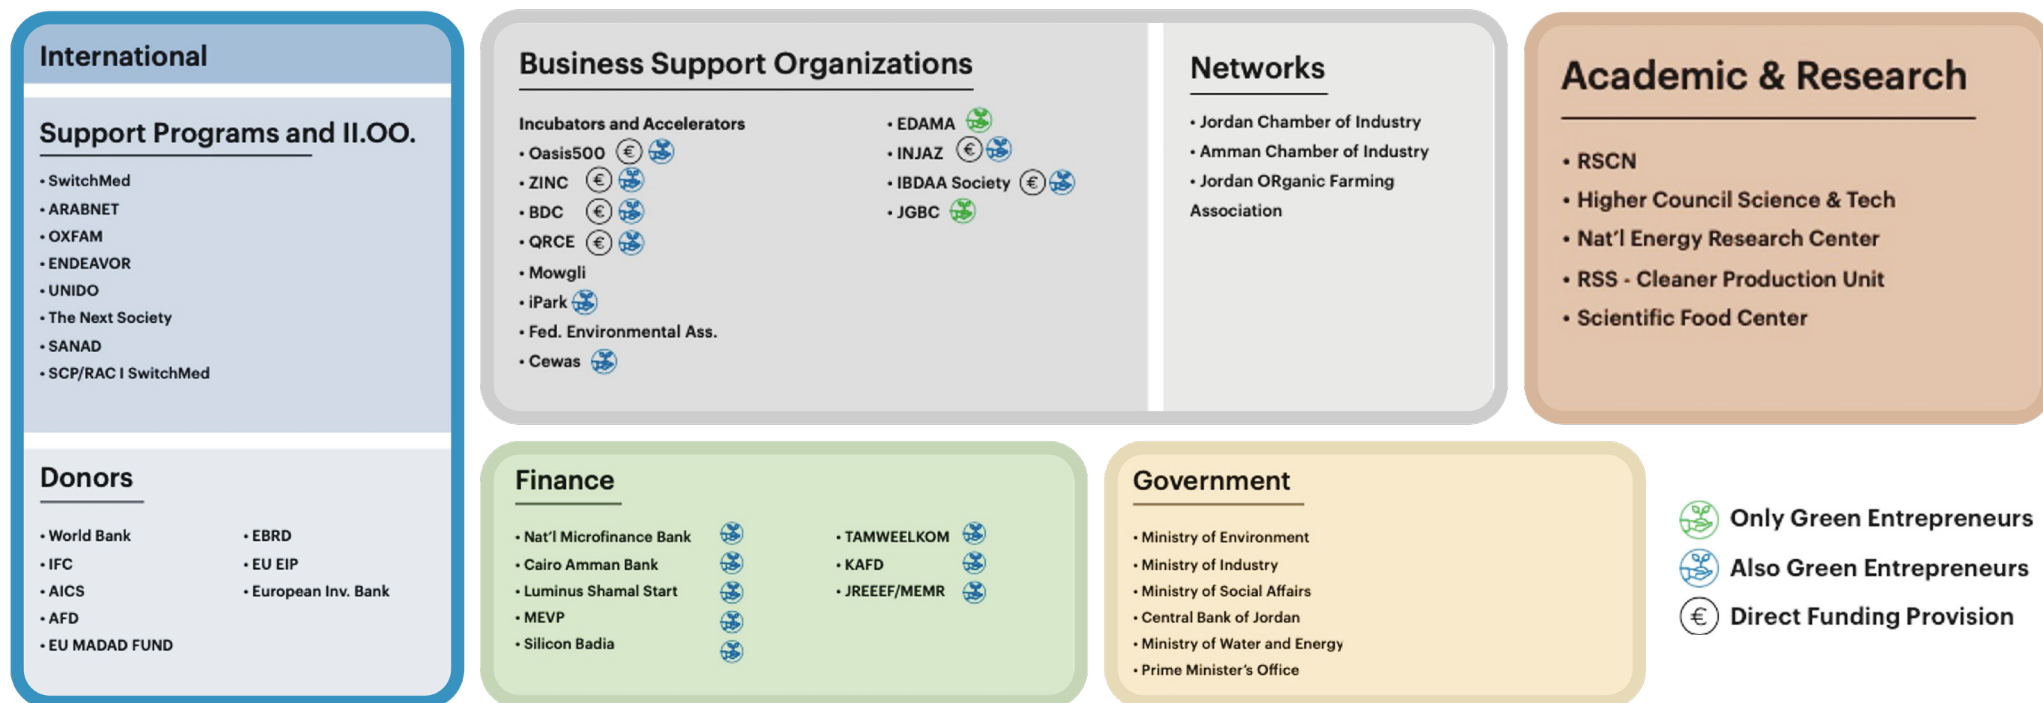 International
Support Programs and II.OO.
• SwitchMed
• ARABNET
• OXFAM
• ENDEAVOR
• UNIDO
• The Next Society
• SANAD
• SCP/RAC I SwitchMed
Donors
• World Bank
• IFC
• AICS
• AFD
• EU MADAD FUND
• EBRD
• EU EIP
• European Inv. Bank
Business Support Organizations
Incubators and Accelerators
• Oasis500 €
• ZINC €
• BDC €
• QRCE €
• Mowgli
• iPark
• Fed. Environmental Ass.
• Cewas
• EDAMA
• INJAZ €
• IBDAA Society €
• JGBC
Networks
• Jordan Chamber of Industry
• Amman Chamber of Industry
• Jordan ORganic Farming
Association
Academic & Research
• RSCN
• Higher Council Science & Tech
• Nat'l Energy Research Center
• RSS - Cleaner Production Unit
• Scientific Food Center
Finance
• Nat'l Microfinance Bank
• Cairo Amman Bank
• Luminus Shamal Start
• MEVP
• Silicon Badia
• TAMWEELKOM
• KAFD
• JREEEF/MEMR
Government
• Ministry of Environment
• Ministry of Industry
• Ministry of Social Affairs
• Central Bank of Jordan
• Ministry of Water and Energy
• Prime Minister's Office
Only Green Entrepreneurs
Also Green Entrepreneurs
€ Direct Funding Provision